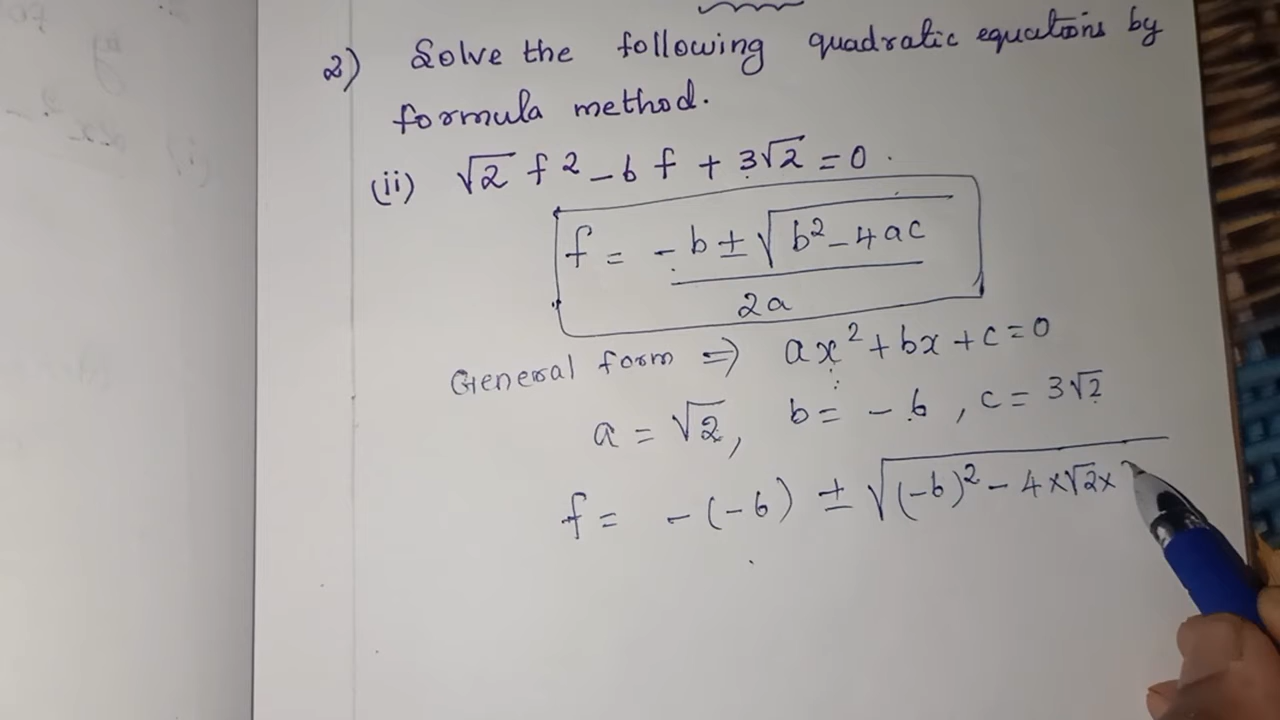 2) Solve the following quadratic equations by
formula method.
(ii) √2 f² - 6 f + 3√2 = 0.
f = -b ± √(b² - 4ac) / 2a
General form ⇒ ax² + bx + c = 0
a = √2, b = -6, c = 3√2
f = -(-6) ± √((-6)² - 4×√2×